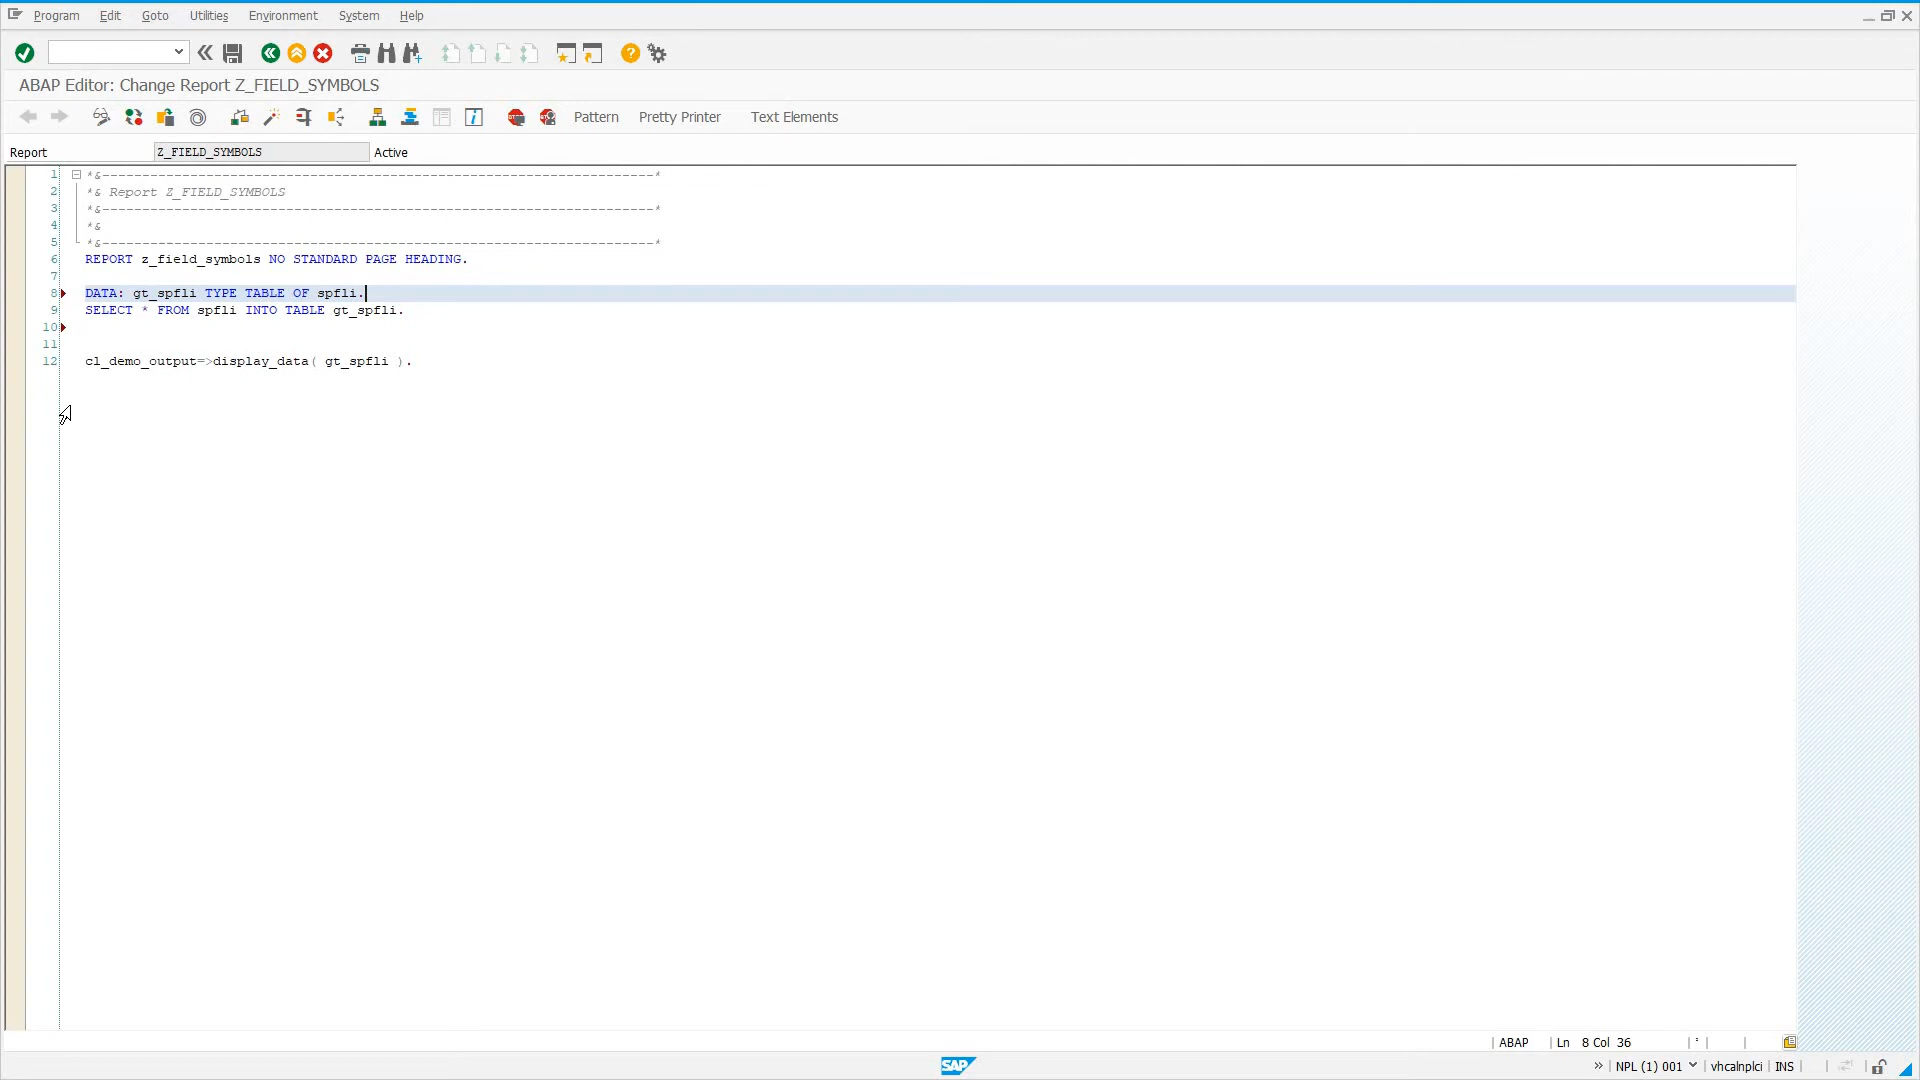 Program Edit Goto Utilities Environment System Help
ABAP Editor: Change Report Z_FIELD_SYMBOLS
Pattern Pretty Printer Text Elements
Report Z_FIELD_SYMBOLS Active
1 *&---------------------------------------------------------------------*
2 *& Report Z_FIELD_SYMBOLS
3 *&---------------------------------------------------------------------*
4 *&
5 *&---------------------------------------------------------------------*
6 REPORT z_field_symbols NO STANDARD PAGE HEADING.
7
8 DATA: gt_spfli TYPE TABLE OF spfli.
9 SELECT * FROM spfli INTO TABLE gt_spfli.
10
11
12 cl_demo_output=>display_data( gt_spfli ).
ABAP Ln 8 Col 36
SAP
NPL (1) 001 vhcalnplci INS